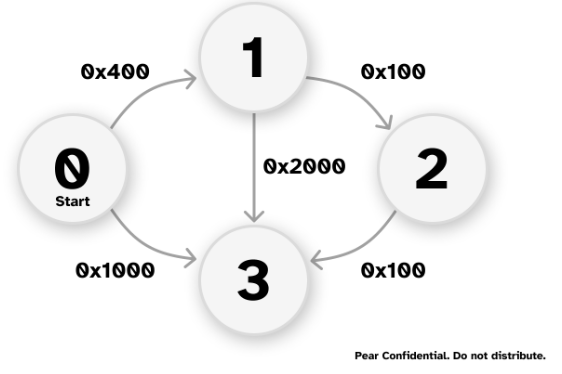 1
0x400
0x100
0
Start
0x2000
2
0x1000
3
0x100
Pear Confidential. Do not distribute.